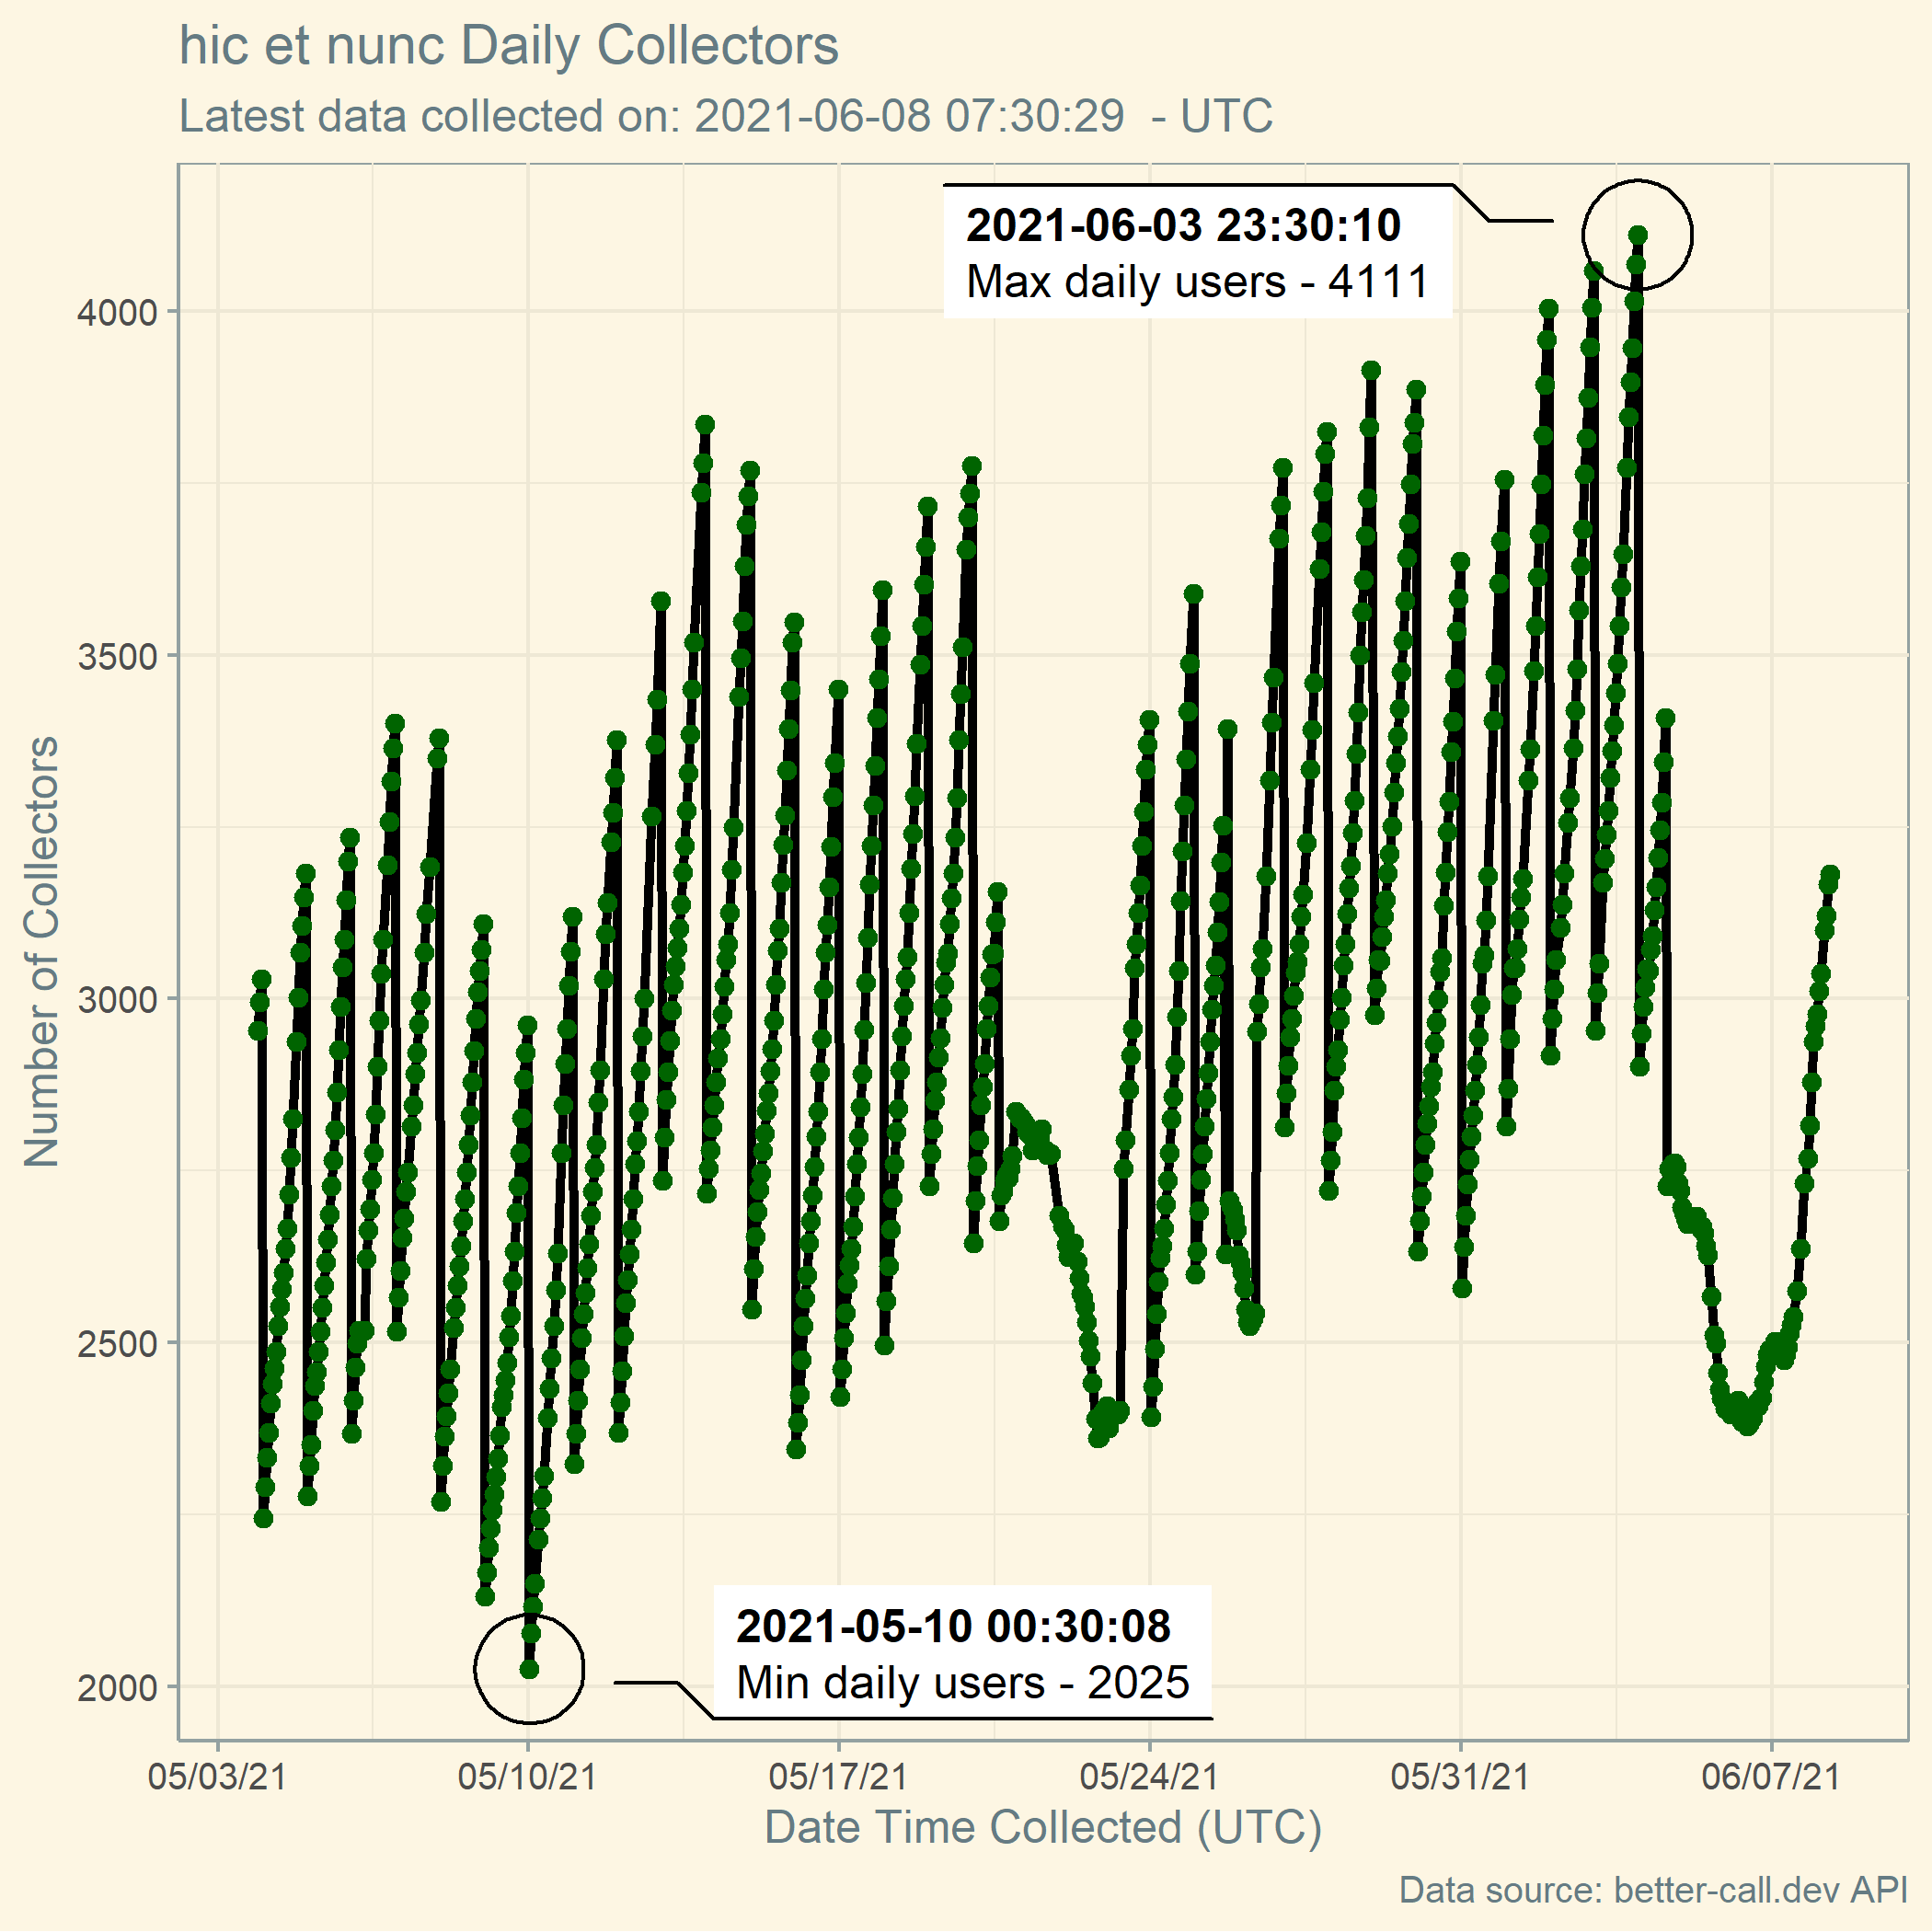 hic et nunc Daily Collectors
Latest data collected on: 2021-06-08 07:30:29  - UTC
2021-06-03 23:30:10
Max daily users - 4111
4000
3500
3000
2500
2000
Number of Collectors
2021-05-10 00:30:08
Min daily users - 2025
05/03/21 05/10/21 05/17/21 05/24/21 05/31/21 06/07/21
Date Time Collected (UTC)
Data source: better-call.dev API